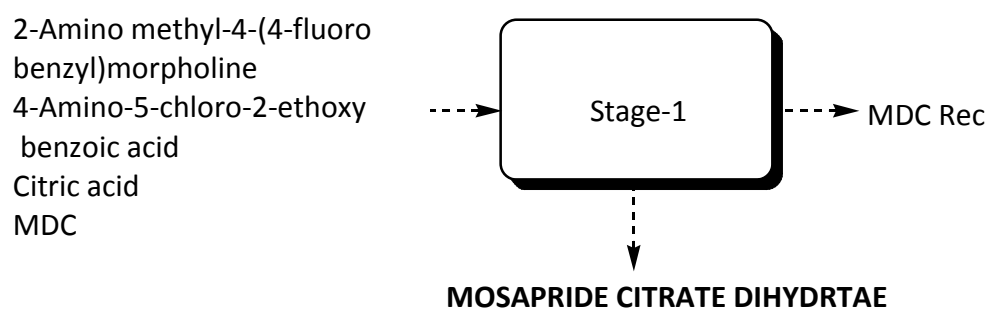 2-Amino methyl-4-(4-fluoro
benzyl)morpholine
4-Amino-5-chloro-2-ethoxy
benzoic acid
Citric acid
MDC
Stage-1
MDC Rec
MOSAPRIDE CITRATE DIHYDRTAE